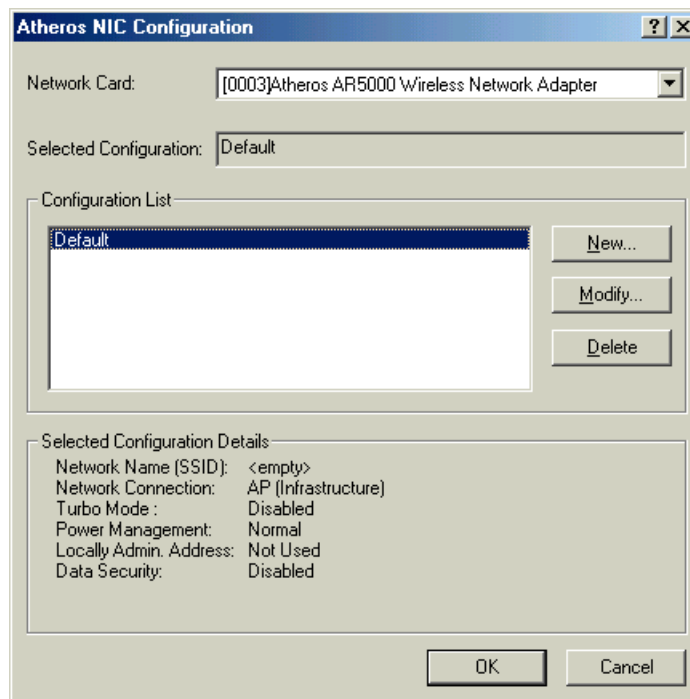 Atheros NIC Configuration
Network Card: [0003]Atheros AR5000 Wireless Network Adapter
Selected Configuration: Default
Configuration List
Default
New...
Modify...
Delete
Selected Configuration Details
Network Name (SSID): <empty>
Network Connection: AP (Infrastructure)
Turbo Mode : Disabled
Power Management: Normal
Locally Admin. Address: Not Used
Data Security: Disabled
OK Cancel